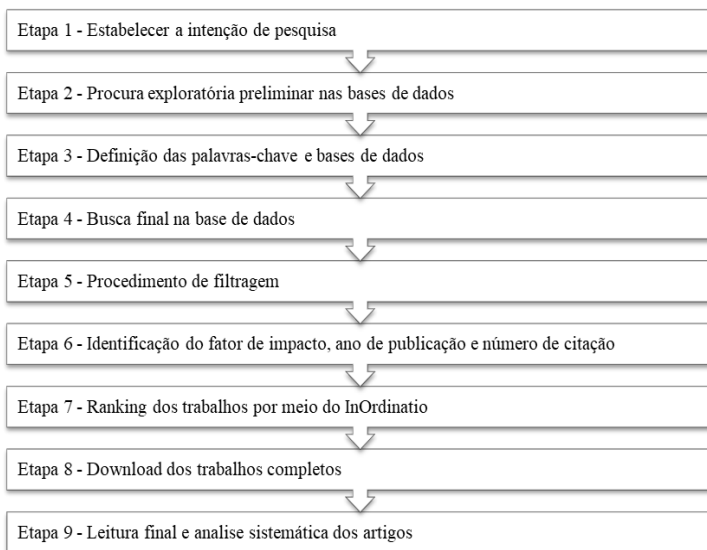 Etapa 1 - Estabelecer a intenção de pesquisa
Etapa 2 - Procura exploratória preliminar nas bases de dados
Etapa 3 - Definição das palavras-chave e bases de dados
Etapa 4 - Busca final na base de dados
Etapa 5 - Procedimento de filtragem
Etapa 6 - Identificação do fator de impacto, ano de publicação e número de citação
Etapa 7 - Ranking dos trabalhos por meio do InOrdinatio
Etapa 8 - Download dos trabalhos completos
Etapa 9 - Leitura final e analise sistemática dos artigos